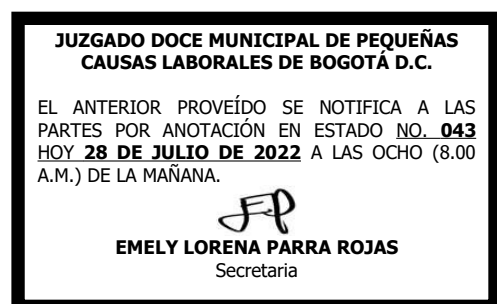 JUZGADO DOCE MUNICIPAL DE PEQUEÑAS
CAUSAS LABORALES DE BOGOTÁ D.C.
EL ANTERIOR PROVEÍDO SE NOTIFICA A LAS
PARTES POR ANOTACIÓN EN ESTADO NO. 043
HOY 28 DE JULIO DE 2022 A LAS OCHO (8.00
A.M.) DE LA MAÑANA.
EMELY LORENA PARRA ROJAS
Secretaria